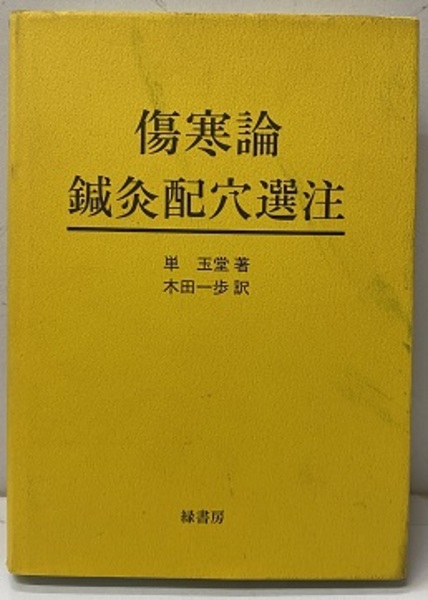 傷寒論
鍼灸配穴選注
単 玉堂 著
木田一歩 訳
緑書房